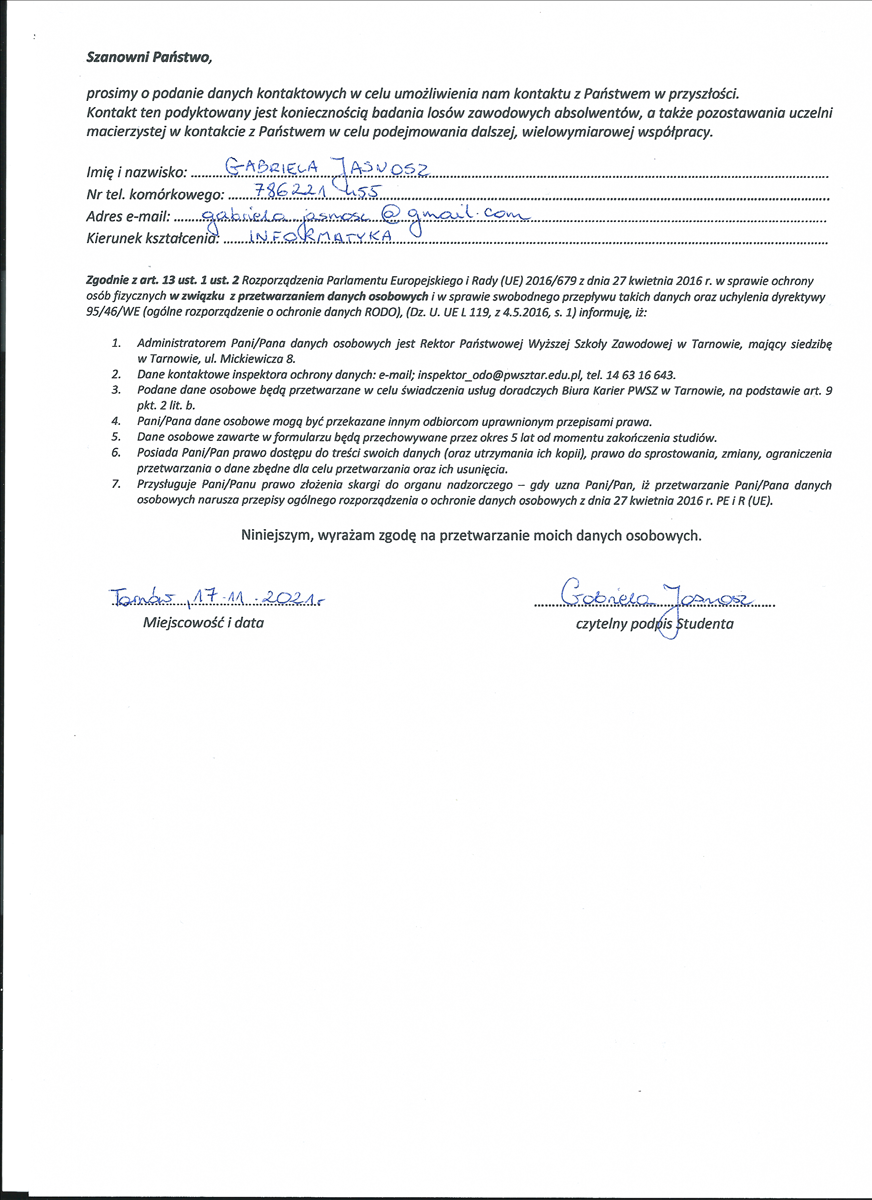 Szanowni Państwo,
prosimy o podanie danych kontaktowych w celu umożliwienia nam kontaktu z Państwem w przyszłości.
Kontakt ten podyktowany jest koniecznością badania losów zawodowych absolwentów, a także pozostawania uczelni
macierzystej w kontakcie z Państwem w celu podejmowania dalszej, wielowymiarowej współpracy.
Imię i nazwisko: GABRIELA JASNOSZ
Nr tel. komórkowego: 786221 455
Adres e-mail: gabriela.jasnosz@gmail.com
Kierunek kształcenia: INFORMATYKA
Zgodnie z art. 13 ust. 1 ust. 2 Rozporządzenia Parlamentu Europejskiego i Rady (UE) 2016/679 z dnia 27 kwietnia 2016 r. w sprawie ochrony
osób fizycznych w związku z przetwarzaniem danych osobowych i w sprawie swobodnego przepływu takich danych oraz uchylenia dyrektywy
95/46/WE (ogólne rozporządzenie o ochronie danych RODO), (Dz. U. UE L 119, z 4.5.2016, s. 1) informuję, iż:
1. Administratorem Pani/Pana danych osobowych jest Rektor Państwowej Wyższej Szkoły Zawodowej w Tarnowie, mający siedzibę
w Tarnowie, ul. Mickiewicza 8.
2. Dane kontaktowe inspektora ochrony danych: e-mail; inspektor_odo@pwsztar.edu.pl, tel. 14 63 16 643.
3. Podane dane osobowe będą przetwarzane w celu świadczenia usług doradczych Biura Karier PWSZ w Tarnowie, na podstawie art. 9
pkt. 2 lit. b.
4. Pani/Pana dane osobowe mogą być przekazane innym odbiorcom uprawnionym przepisami prawa.
5. Dane osobowe zawarte w formularzu będą przechowywane przez okres 5 lat od momentu zakończenia studiów.
6. Posiada Pani/Pan prawo dostępu do treści swoich danych (oraz utrzymania ich kopii), prawo do sprostowania, zmiany, ograniczenia
przetwarzania o dane zbędne dla celu przetwarzania oraz ich usunięcia.
7. Przysługuje Pani/Panu prawo złożenia skargi do organu nadzorczego – gdy uzna Pani/Pan, iż przetwarzanie Pani/Pana danych
osobowych narusza przepisy ogólnego rozporządzenia o ochronie danych osobowych z dnia 27 kwietnia 2016 r. PE i R (UE).
Niniejszym, wyrażam zgodę na przetwarzanie moich danych osobowych.
Tarnów, 17.11.2021r Gabriela Jasnosz
Miejscowość i data czytelny podpis Studenta